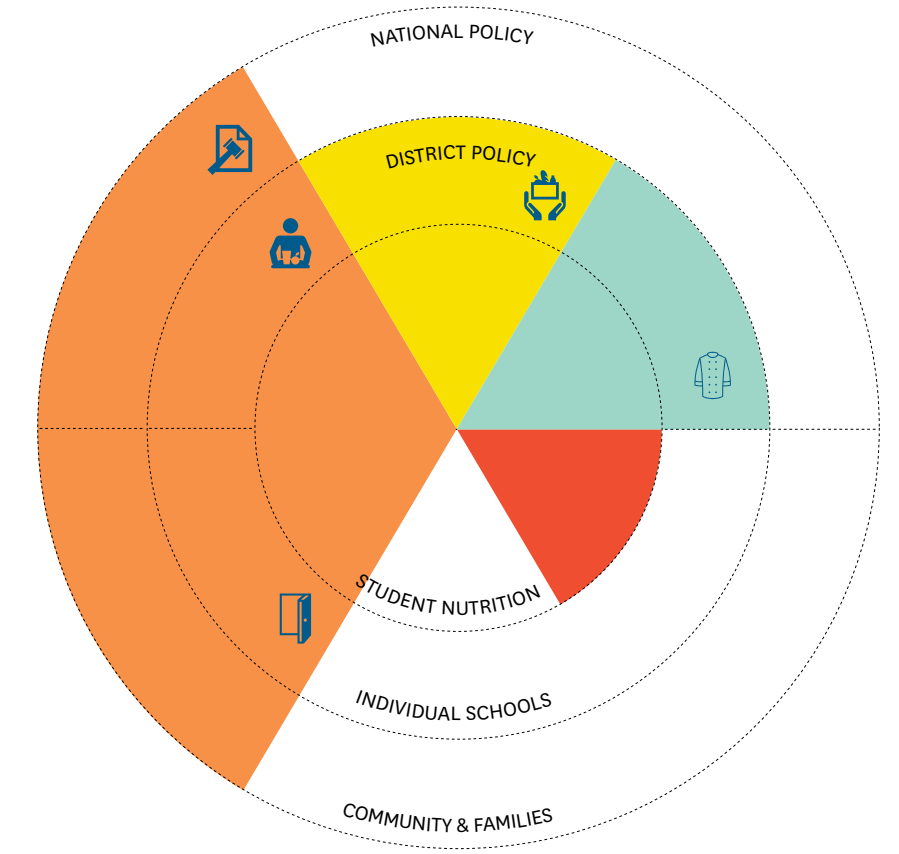 NATIONAL POLICY
DISTRICT POLICY
STUDENT NUTRITION
INDIVIDUAL SCHOOLS
COMMUNITY & FAMILIES